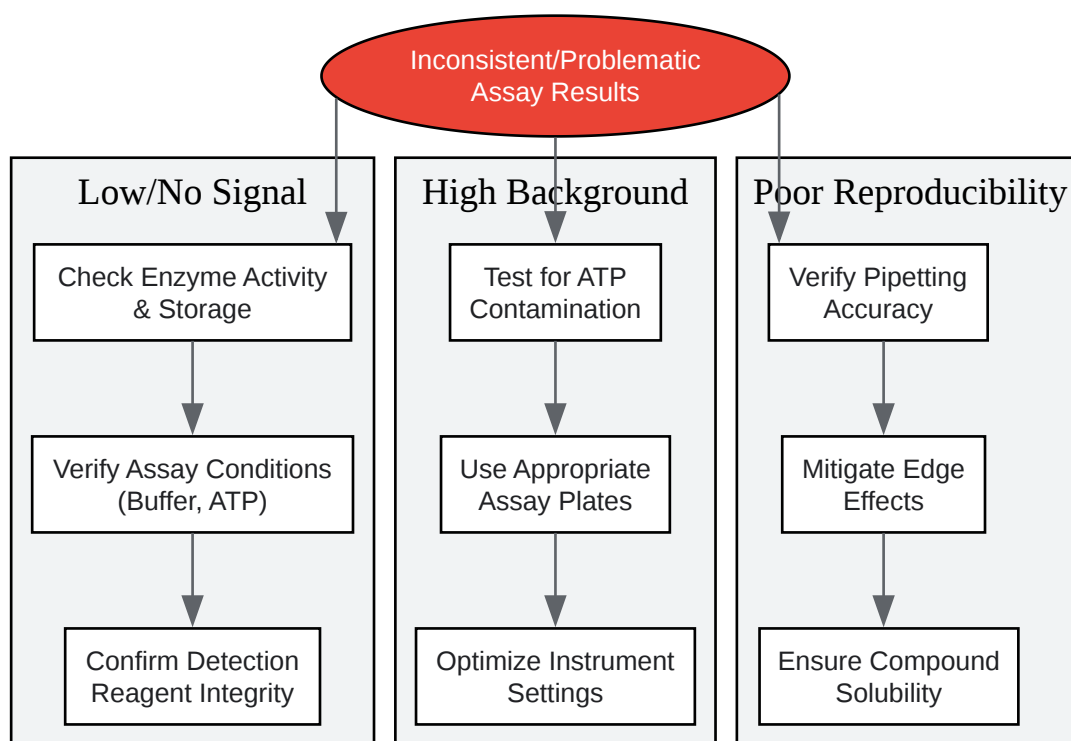 Inconsistent/Problematic
Assay Results
Low/No Signal
Check Enzyme Activity
& Storage
Verify Assay Conditions
(Buffer, ATP)
Confirm Detection
Reagent Integrity
High Background
Test for ATP
Contamination
Use Appropriate
Assay Plates
Optimize Instrument
Settings
Poor Reproducibility
Verify Pipetting
Accuracy
Mitigate Edge
Effects
Ensure Compound
Solubility